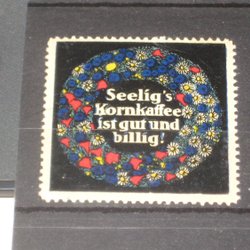 Seelig's
Kornkaffee
ist gut und
billig!